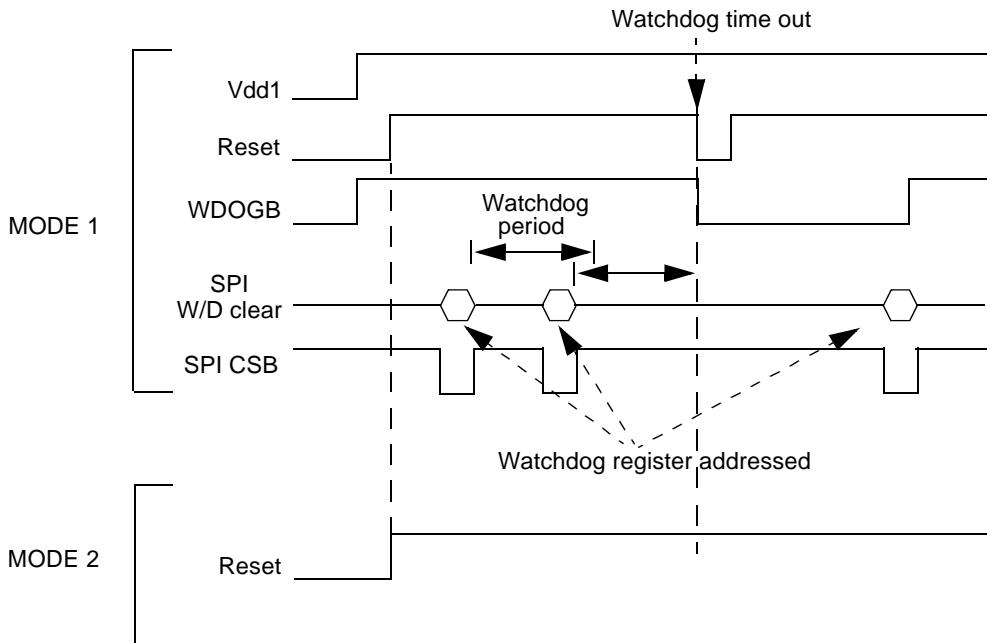 Watchdog time out
MODE 1
Vdd1
Reset
WDOGB
Watchdog
period
SPI
W/D clear
SPI CSB
Watchdog register addressed
MODE 2
Reset